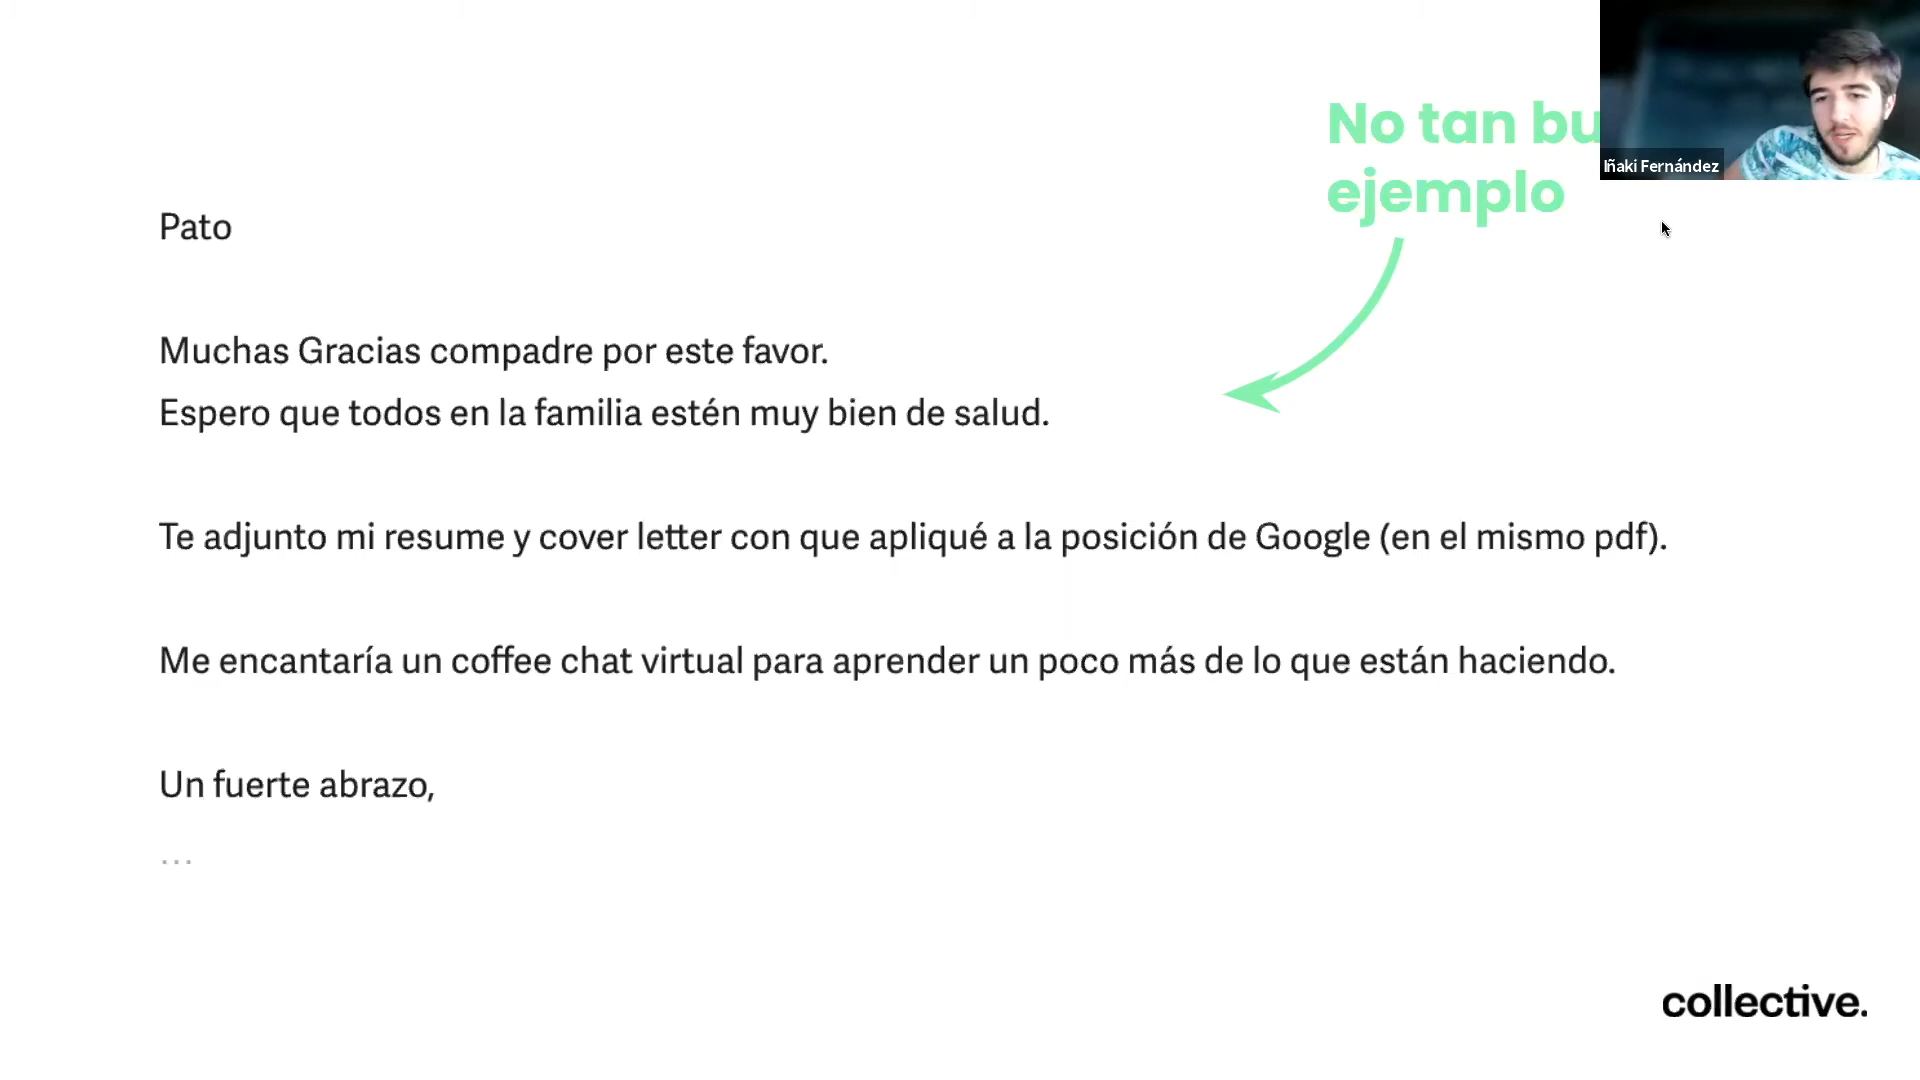 No tan bu
ejemplo
Iñaki Fernández
Pato
Muchas Gracias compadre por este favor.
Espero que todos en la familia estén muy bien de salud.
Te adjunto mi resume y cover letter con que apliqué a la posición de Google (en el mismo pdf).
Me encantaría un coffee chat virtual para aprender un poco más de lo que están haciendo.
Un fuerte abrazo,
...
collective.